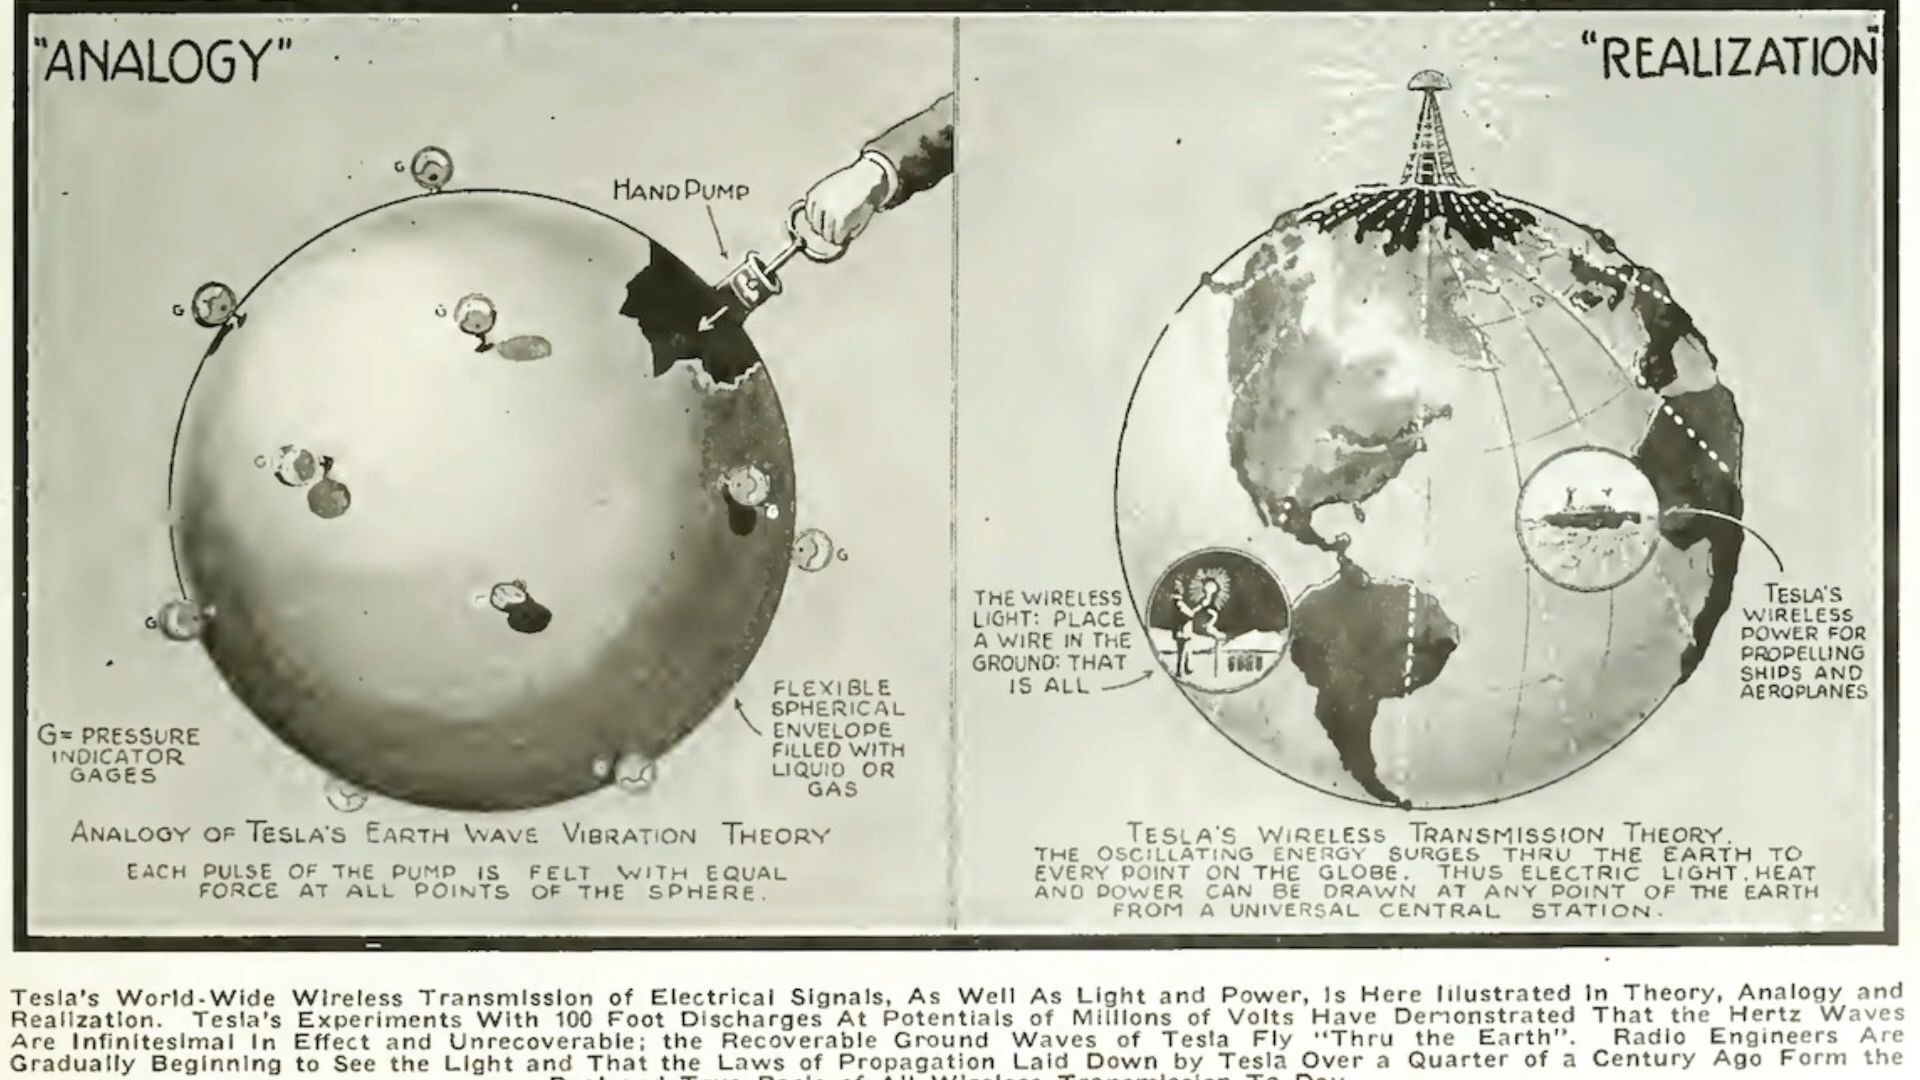 "ANALOGY"
G
HAND PUMP
G
G
G
G
G
G
G= PRESSURE
INDICATOR
GAGES
FLEXIBLE
SPHERICAL
ENVELOPE
FILLED WITH
LIQUID OR
GAS
ANALOGY OF TESLA'S EARTH WAVE VIBRATION THEORY
EACH PULSE OF THE PUMP IS FELT WITH EQUAL
FORCE AT ALL POINTS OF THE SPHERE.
"REALIZATION"
THE WIRELESS
LIGHT: PLACE
A WIRE IN THE
GROUND: THAT
IS ALL
TESLA'S
WIRELESS
POWER FOR
PROPELLING
SHIPS AND
AEROPLANES
TESLA'S WIRELESS TRANSMISSION THEORY.
THE OSCILLATING ENERGY SURGES THRU THE EARTH TO
EVERY POINT ON THE GLOBE. THUS ELECTRIC LIGHT, HEAT
AND POWER CAN BE DRAWN AT ANY POINT OF THE EARTH
FROM A UNIVERSAL CENTRAL STATION.
Tesla's World-Wide Wireless Transmission of Electrical Signals, As Well As Light and Power, Is Here Illustrated in Theory, Analogy and
Realization. Tesla's Experiments With 100 Foot Discharges At Potentials of Millions of Volts Have Demonstrated That the Hertz Waves
Are Infinitesimal in Effect and Unrecoverable; the Recoverable Ground Waves of Tesla Fly "Thru the Earth". Radio Engineers Are
Gradually Beginning to See the Light and That the Laws of Propagation Laid Down by Tesla Over a Quarter of a Century Ago Form the
of All Wireless Transmission To-Day